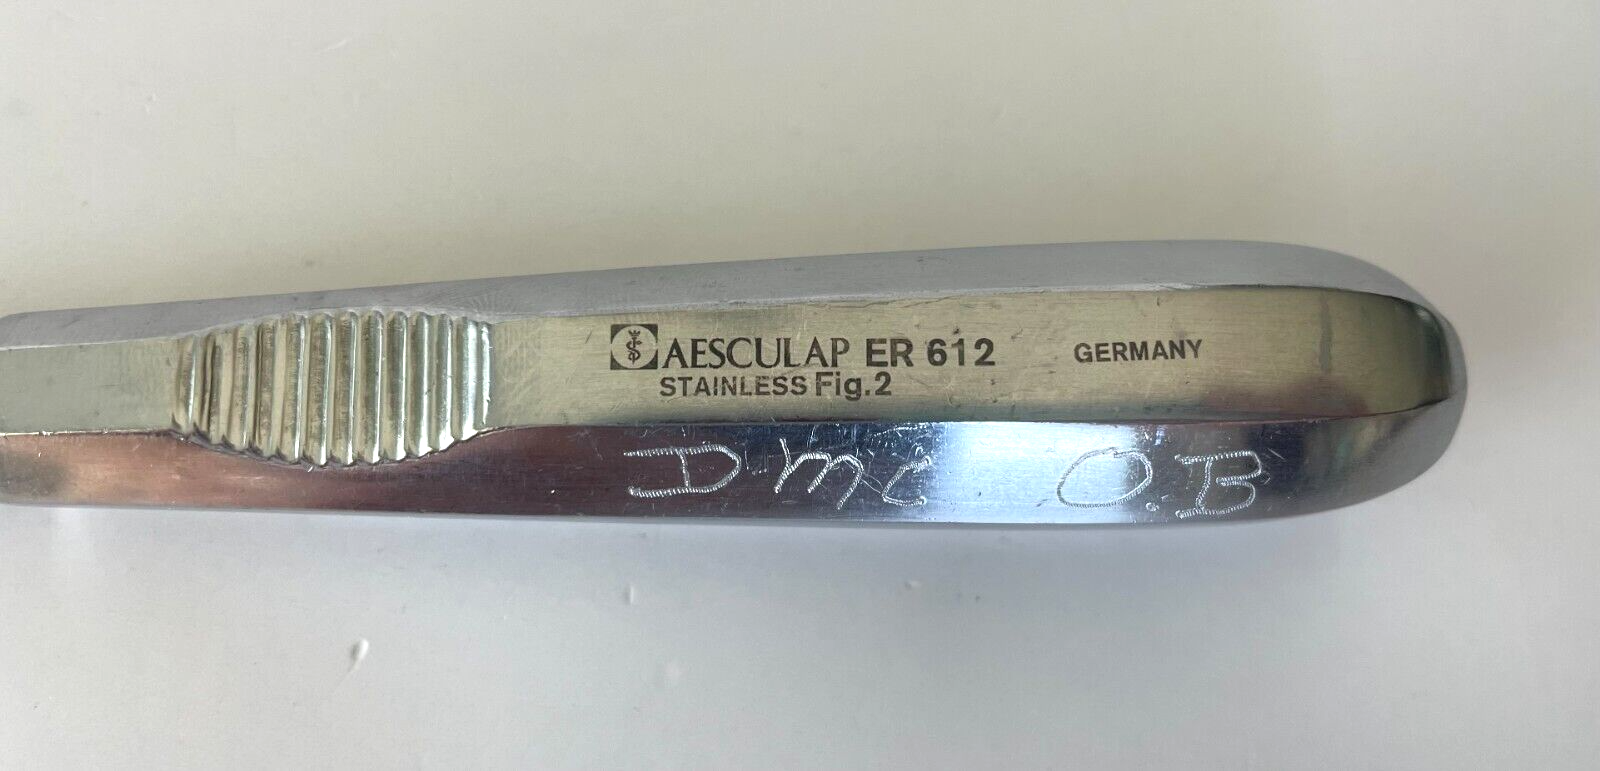 AESCULAP ER 612 GERMANY
STAINLESS Fig.2
DMC O.B